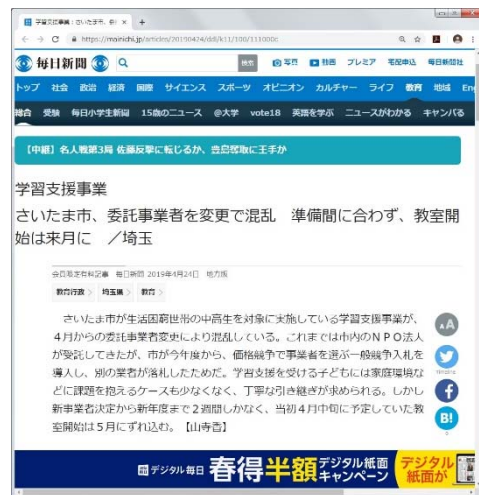 学習支援事業：さいたま市、委
https://mainichi.jp/articles/20190424/ddl/k11/100/111000c
毎日新聞
検索 写真 動画 プレミア 宅配申込 毎日新聞社
トップ 社会 政治 経済 国際 サイエンス スポーツ オピニオン カルチャー ライフ 教育 地域 Eng
総合 受験 毎日小学生新聞 15歳のニュース @大学 vote18 英語を学ぶ ニュースがわかる キャンパる
【中継】名人戦第3局 佐藤反撃に転じるか、豊島奪取に王手か
学習支援事業
さいたま市、委託事業者を変更で混乱 準備間に合わず、教室開
始は来月に ／埼玉
会員限定有料記事 毎日新聞 2019年4月24日 地方版
教育行政 > 埼玉県 > 教育 >
さいたま市が生活困窮世帯の中高生を対象に実施している学習支援事業が、
４月からの委託事業者変更により混乱している。これまでは市内のＮＰＯ法人
が受託してきたが、市が今年度から、価格競争で事業者を選ぶ一般競争入札を
導入し、別の業者が落札したためだ。学習支援を受ける子どもには家庭環境な
どに課題を抱えるケースも少なくなく、丁寧な引き継ぎが求められる。しかし
新事業者決定から新年度まで２週間しかなく、当初４月中旬に予定していた教
室開始は５月にずれ込む。【山寺香】
AA
B!
デジタル毎日 春得半額 デジタル紙面
キャンペーン
デジタル
紙面が